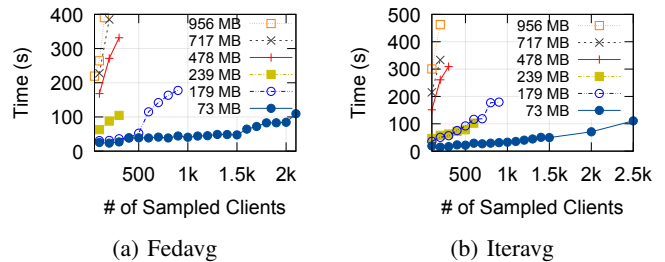 400
300
200
100
0
Time (s)
956 MB
717 MB
478 MB
239 MB
179 MB
73 MB
500 1k 1.5k 2k
# of Sampled Clients
(a) Fedavg
500
400
300
200
100
0
Time (s)
956 MB
717 MB
478 MB
239 MB
179 MB
73 MB
500 1k 1.5k 2k 2.5k
# of Sampled Clients
(b) Iteravg